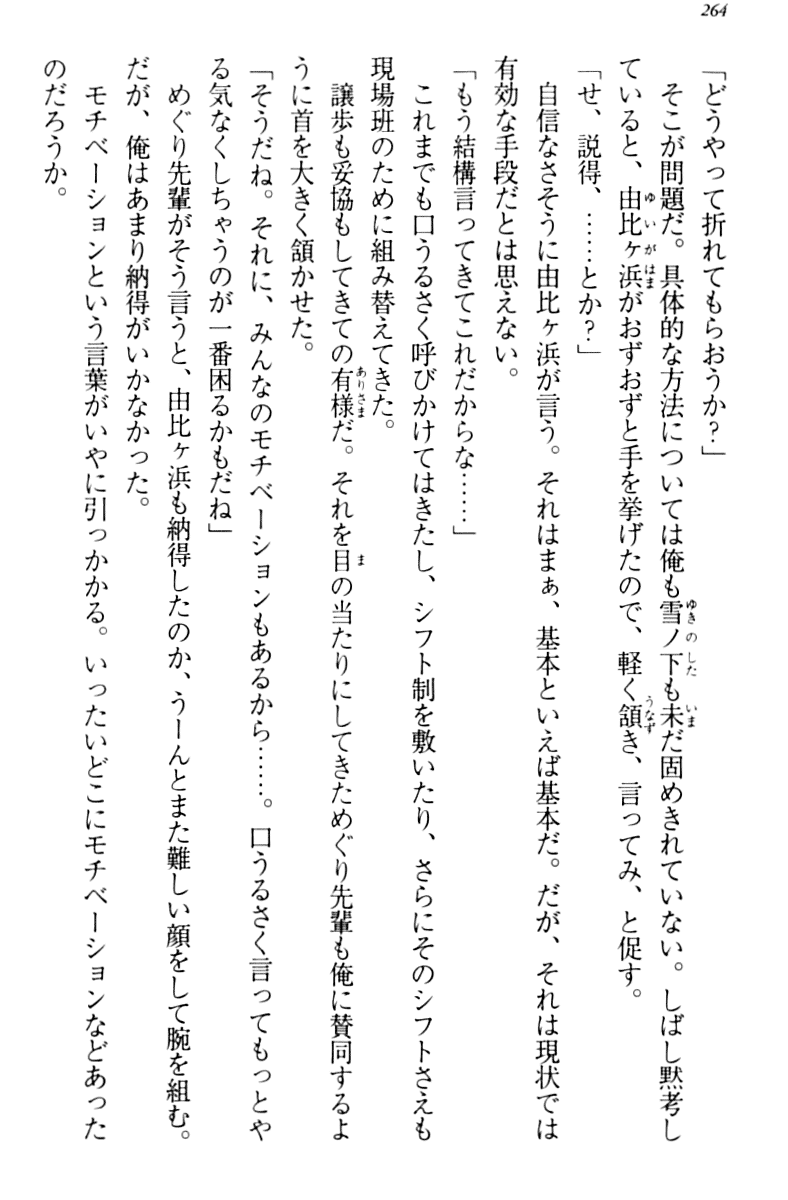 264
「どうやって折れてもらおうか?」
そこが問題だ。具体的な方法については俺も雪ノ下も未だ固めきれていない。しばし黙考し
ていると、由比ヶ浜がおずおずと手を挙げたので、軽く頷き、言ってみ、と促す。
「せ、説得、……とか?」
自信なさそうに由比ヶ浜が言う。それはまぁ、基本といえば基本だ。だが、それは現状では
有効な手段だとは思えない。
「もう結構言ってきてこれだからな……」
これまでも口うるさく呼びかけてはきたし、シフト制を敷いたり、さらにそのシフトさえも
現場班のために組み替えてきた。
譲歩も妥協もしてきての有様だ。それを目の当たりにしてきためぐり先輩も俺に賛同するよ
うに首を大きく頷かせた。
「そうだね。それに、みんなのモチベーションもあるから……。口うるさく言ってもっとや
る気なくしちゃうのが一番困るかもだね」
めぐり先輩がそう言うと、由比ヶ浜も納得したのか、うーんとまた難しい顔をして腕を組む。
だが、俺はあまり納得がいかなかった。
モチベーションという言葉がいやに引っかかる。いったいどこにモチベーションなどあった
のだろうか。